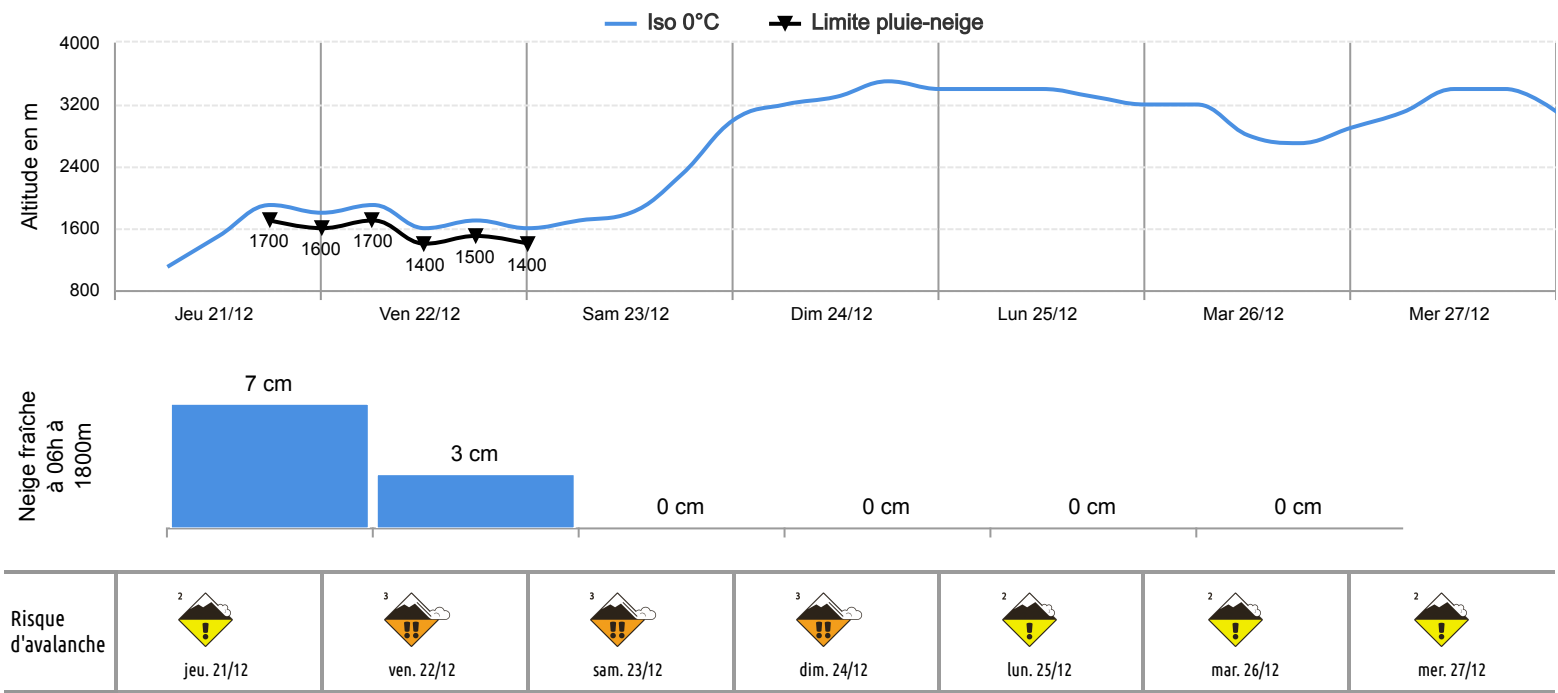 Iso 0°C Limite pluie-neige
4000
3200
2400
1600
800
Altitude en m
1700 1600 1700 1400 1500 1400
Jeu 21/12 Ven 22/12 Sam 23/12 Dim 24/12 Lun 25/12 Mar 26/12 Mer 27/12
Neige fraîche
à 06h à
1800m
7 cm 3 cm 0 cm 0 cm 0 cm 0 cm
Risque
d'avalanche
2 3 3 3 2 2 2
! !! !! !! ! ! !
jeu. 21/12 ven. 22/12 sam. 23/12 dim. 24/12 lun. 25/12 mar. 26/12 mer. 27/12